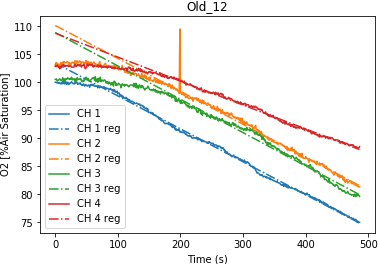 Old_12
O2 [%Air Saturation]
110
105
100
95
90
85
80
75
CH 1
CH 1 reg
CH 2
CH 2 reg
CH 3
CH 3 reg
CH 4
CH 4 reg
0 100 200 300 400 500
Time (s)